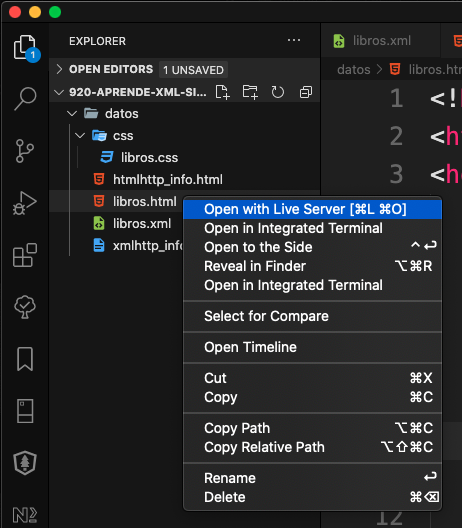 EXPLORER
···
libros.xml
1
OPEN EDITORS 1 UNSAVED
datos > libros.ht
920-APRENDE-XML-SI...
1 <!
datos
2 <h
css
3 <h
libros.css
htmlhttp_info.html
libros.html
libros.xml
xmlhttp_info
Open with Live Server [⌘L ⌘O]
Open in Integrated Terminal
Open to the Side ⌃↩
Reveal in Finder ⌥⌘R
Open in Integrated Terminal
Select for Compare
Open Timeline
Cut ⌘X
Copy ⌘C
Copy Path ⌥⌘C
Copy Relative Path ⌥⇧⌘C
Rename ↩
Delete ⌘⌫
12